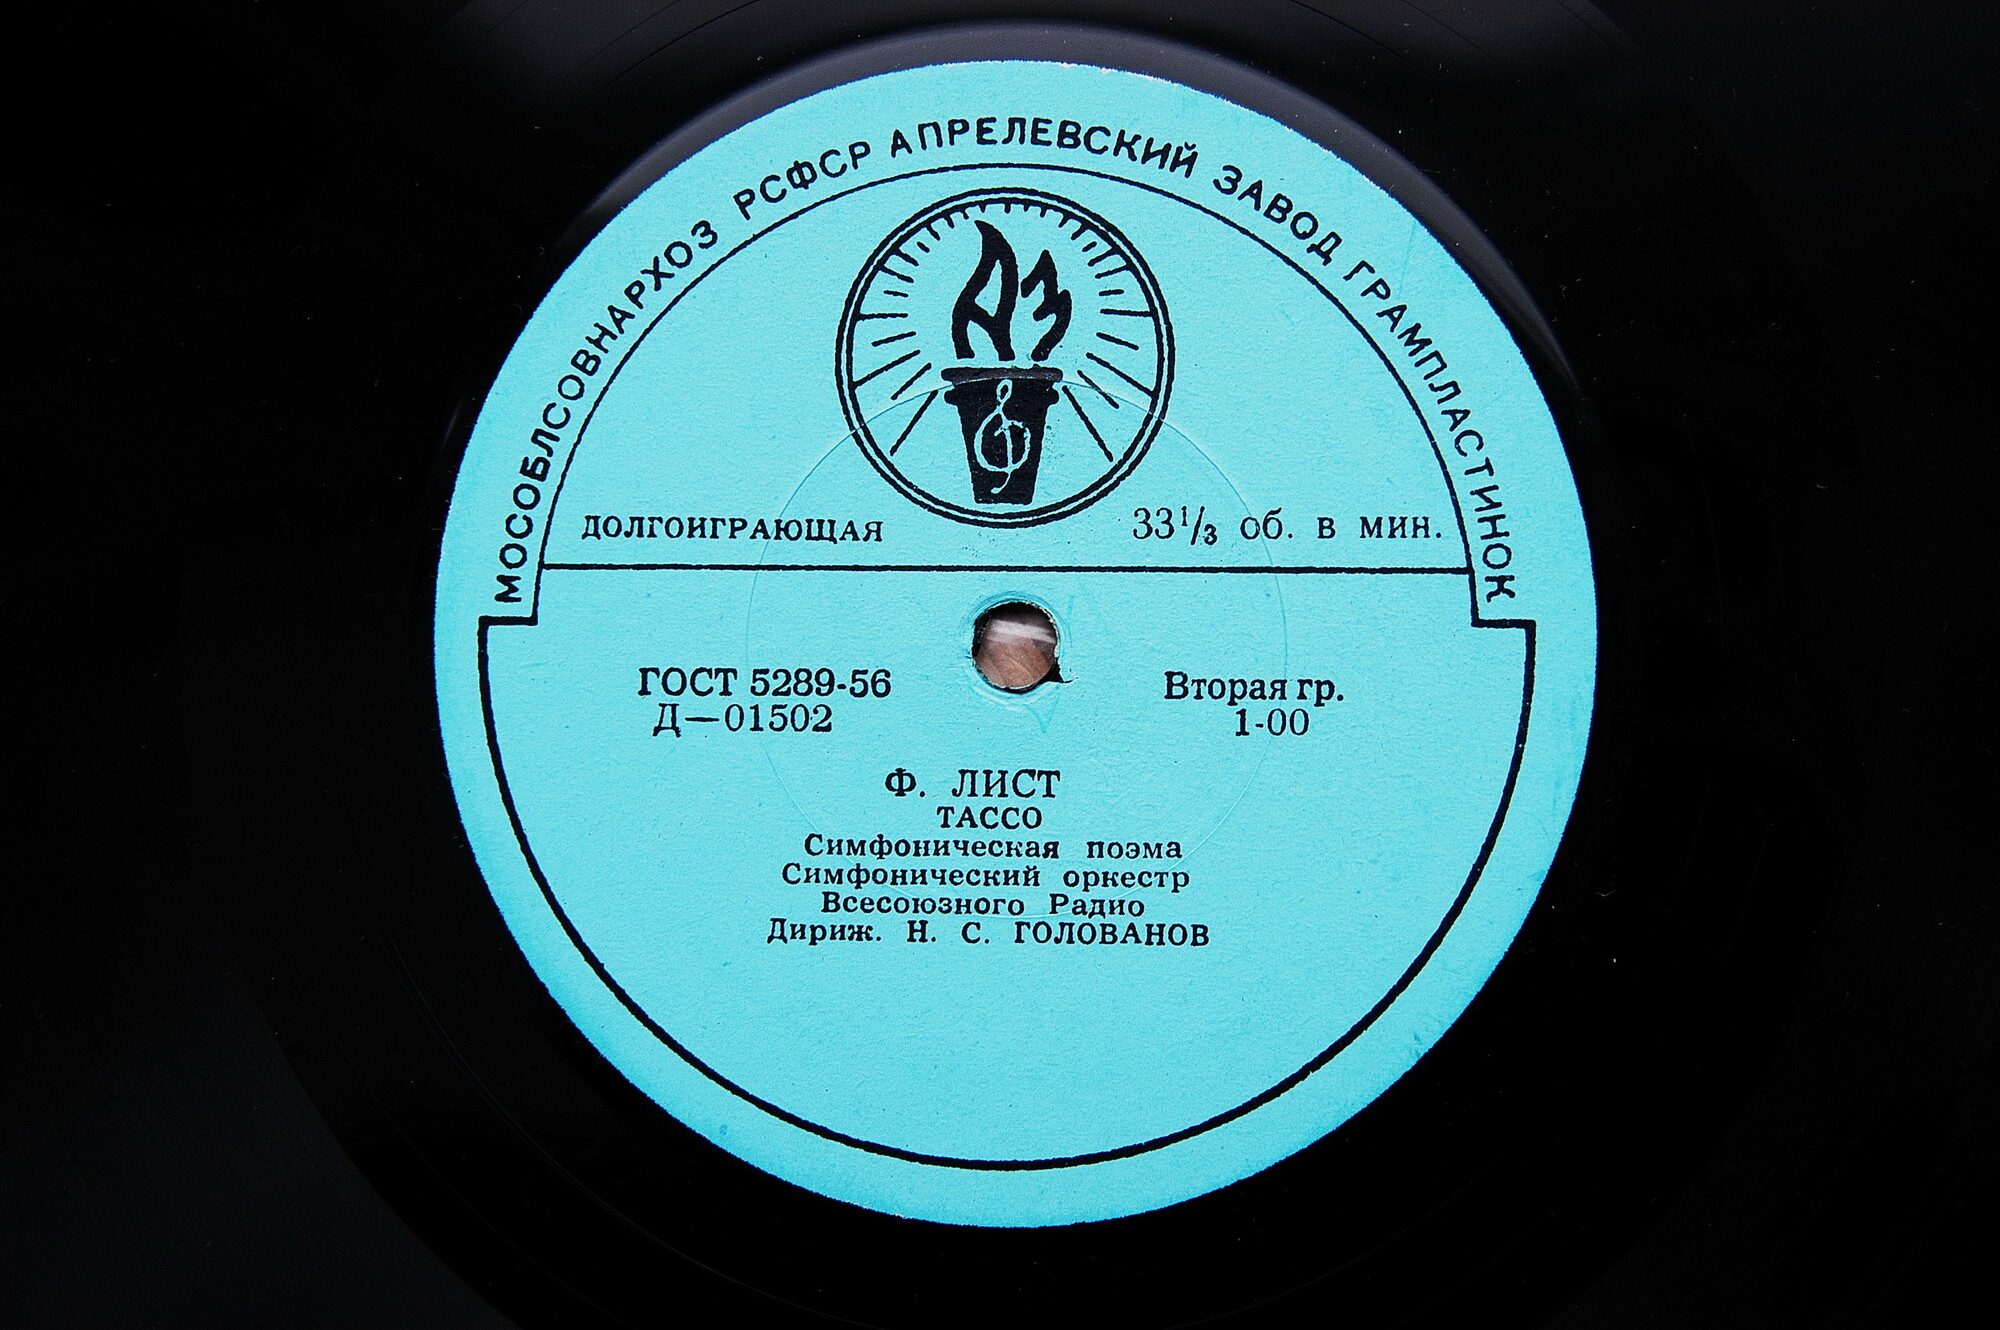 МОСОБЛСОВНАРХОЗ РСФСР АПРЕЛЕВСКИЙ ЗАВОД ГРАМПЛАСТИНОК
АЗ
ДОЛГОИГРАЮЩАЯ 33 1/3 об. в мин.
ГОСТ 5289-56 Вторая гр.
Д—01502 1-00
Ф. ЛИСТ
ТАССО
Симфоническая поэма
Симфонический оркестр
Всесоюзного Радио
Дириж. Н. С. ГОЛОВАНОВ